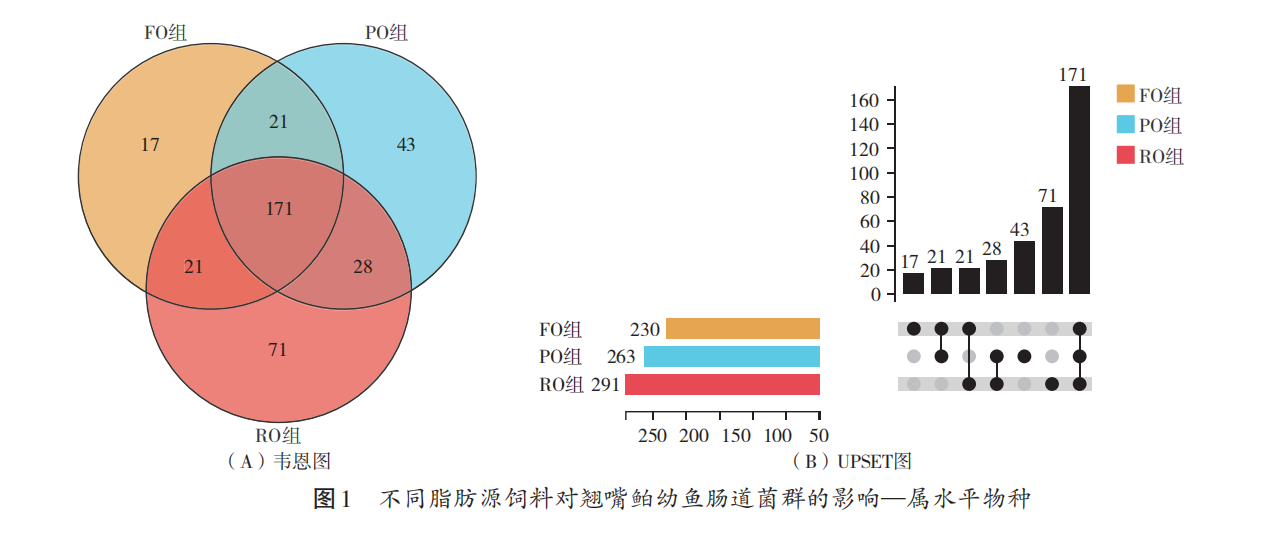 FO组
PO组
17
21
43
171
21
28
71
RO组
(A)韦恩图
171
160
140
120
100
80
60
40
20
0
17
21
21
28
43
71
FO组
PO组
RO组
FO组 230
PO组 263
RO组 291
250 200 150 100 50
(B)UPSET图
图1 不同脂肪源饲料对翘嘴鲌幼鱼肠道菌群的影响—属水平物种